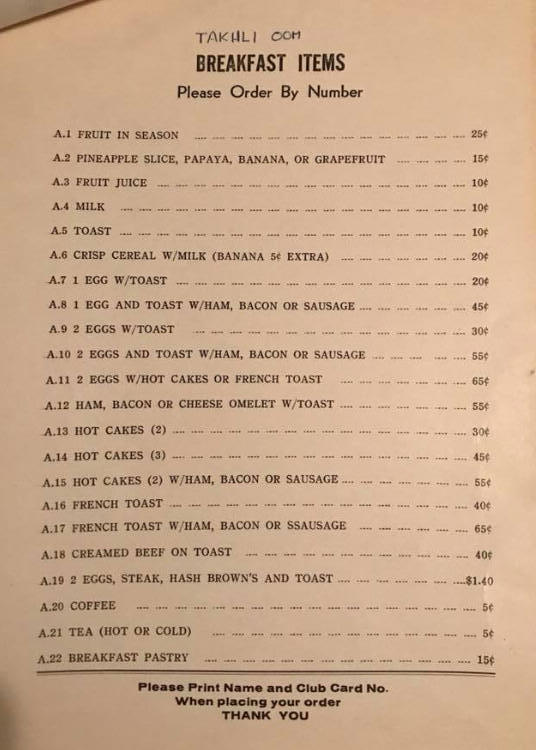 TAKHLI OOM
BREAKFAST ITEMS
Please Order By Number
A.1 FRUIT IN SEASON .... 25¢
A.2 PINEAPPLE SLICE, PAPAYA, BANANA, OR GRAPEFRUIT .... 15¢
A.3 FRUIT JUICE .... 10¢
A.4 MILK .... 10¢
A.5 TOAST .... 10¢
A.6 CRISP CEREAL W/MILK (BANANA 5¢ EXTRA) .... 20¢
A.7 1 EGG W/TOAST .... 20¢
A.8 1 EGG AND TOAST W/HAM, BACON OR SAUSAGE .... 45¢
A.9 2 EGGS W/TOAST .... 30¢
A.10 2 EGGS AND TOAST W/HAM, BACON OR SAUSAGE .... 55¢
A.11 2 EGGS W/HOT CAKES OR FRENCH TOAST .... 65¢
A.12 HAM, BACON OR CHEESE OMELET W/TOAST .... 55¢
A.13 HOT CAKES (2) .... 30¢
A.14 HOT CAKES (3) .... 45¢
A.15 HOT CAKES (2) W/HAM, BACON OR SAUSAGE .... 55¢
A.16 FRENCH TOAST .... 40¢
A.17 FRENCH TOAST W/HAM, BACON OR SSAUSAGE .... 65¢
A.18 CREAMED BEEF ON TOAST .... 40¢
A.19 2 EGGS, STEAK, HASH BROWN'S AND TOAST .... $1.40
A.20 COFFEE .... 5¢
A.21 TEA (HOT OR COLD) .... 5¢
A.22 BREAKFAST PASTRY .... 15¢
Please Print Name and Club Card No.
When placing your order
THANK YOU